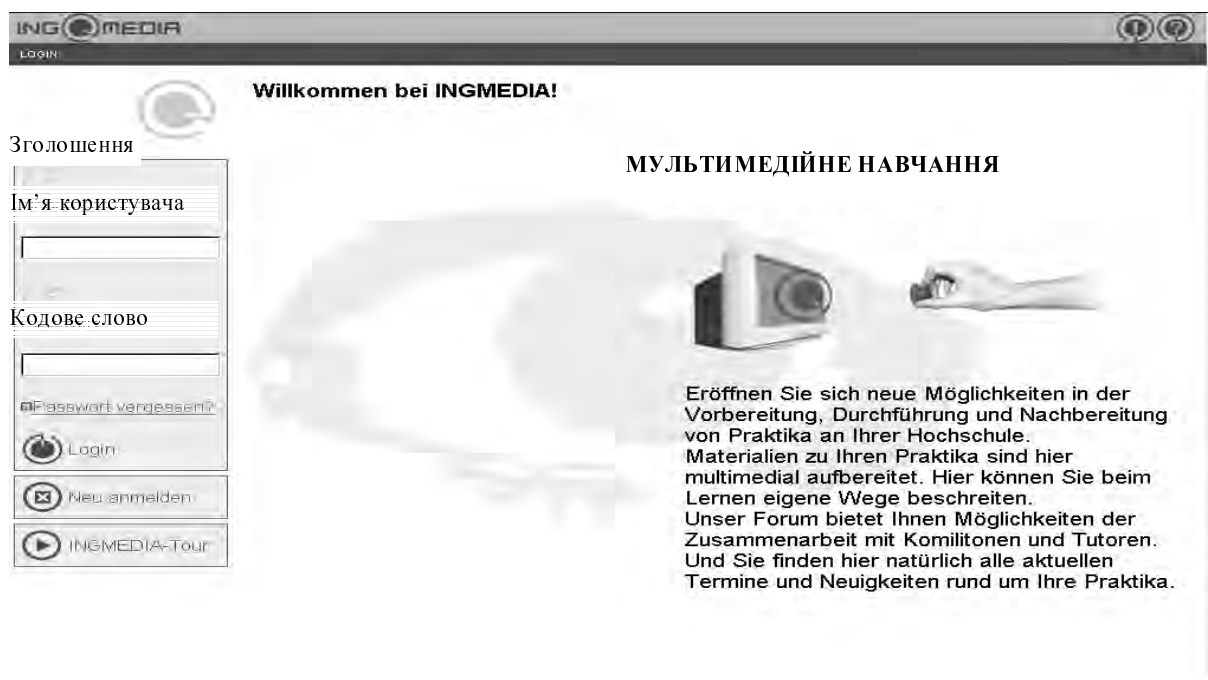 ING MEDIA
LOGIN
Willkommen bei INGMEDIA!
Зголошення
Ім’я користувача
Кодове слово
Passwort vergessen?
Login
Neu anmelden
INGMEDIA-Tour
МУЛЬТИМЕДІЙНЕ НАВЧАННЯ
Eröffnen Sie sich neue Möglichkeiten in der
Vorbereitung, Durchführung und Nachbereitung
von Praktika an Ihrer Hochschule.
Materialien zu Ihren Praktika sind hier
multimedial aufbereitet. Hier können Sie beim
Lernen eigene Wege beschreiten.
Unser Forum bietet Ihnen Möglichkeiten der
Zusammenarbeit mit Komilitonen und Tutoren.
Und Sie finden hier natürlich alle aktuellen
Termine und Neuigkeiten rund um Ihre Praktika.